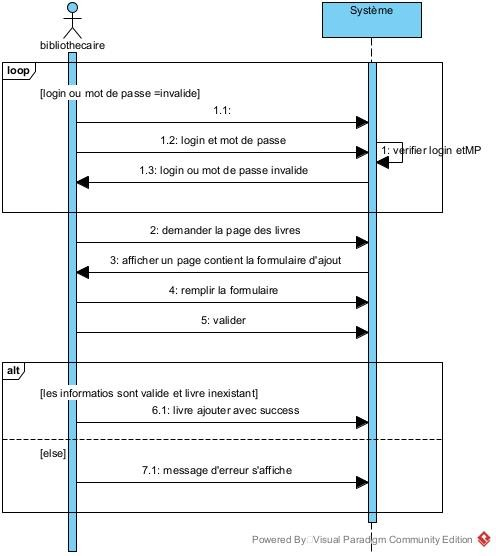 Système
bibliothecaire
loop
[login ou mot de passe =invalide]
1.1:
1.2: login et mot de passe
1: verifier login etMP
1.3: login ou mot de passe invalide
2: demander la page des livres
3: afficher un page contient la formulaire d'ajout
4: remplir la formulaire
5: valider
alt
[les informatios sont valide et livre inexistant]
6.1: livre ajouter avec success
[else]
7.1: message d'erreur s'affiche
Powered By Visual Paradigm Community Edition